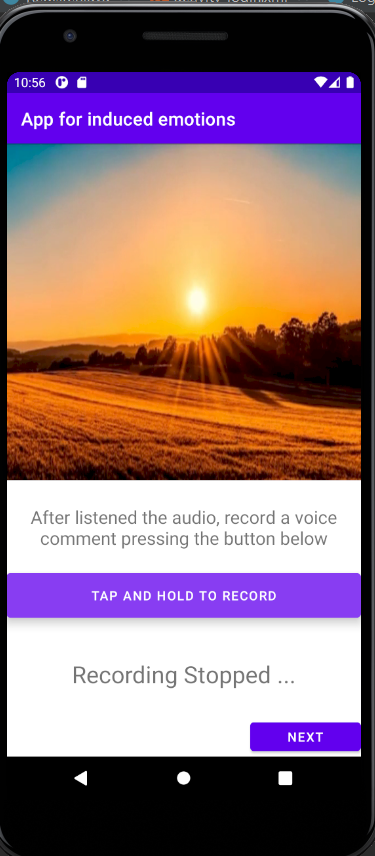 10:56
App for induced emotions
After listened the audio, record a voice
comment pressing the button below
TAP AND HOLD TO RECORD
Recording Stopped ...
NEXT